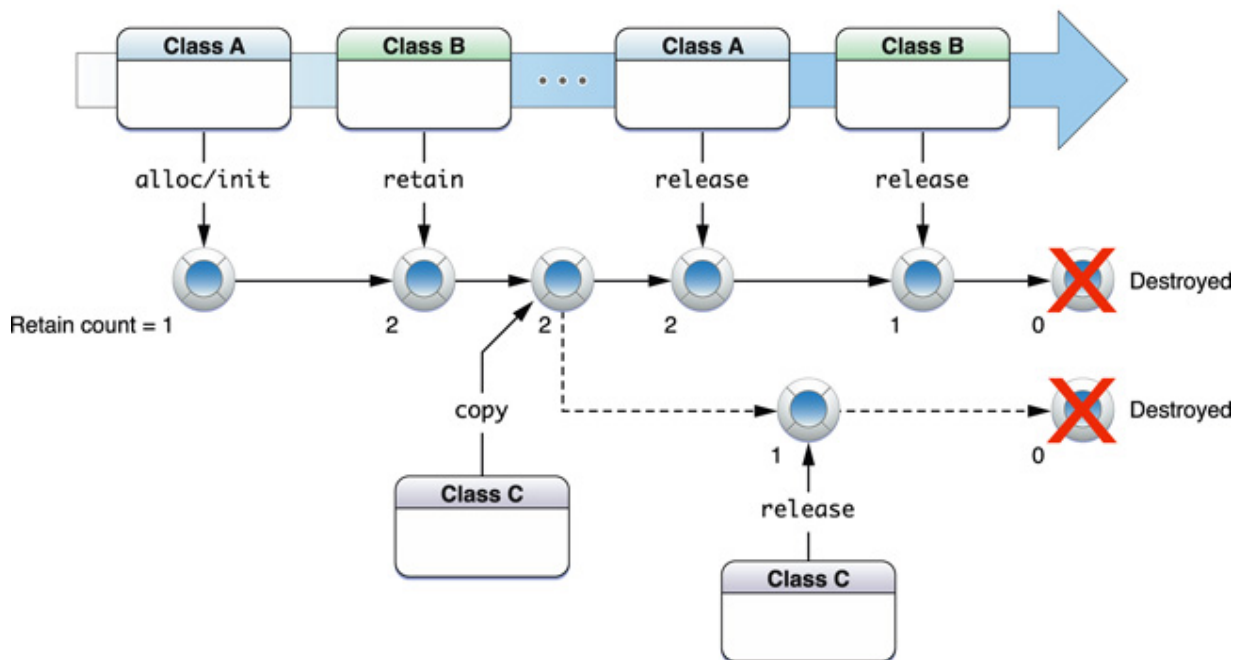 Class A
Class B
Class A
Class B
alloc/init
retain
release
release
Destroyed
Retain count = 1
2
2
2
1
0
copy
Destroyed
1
0
Class C
release
Class C